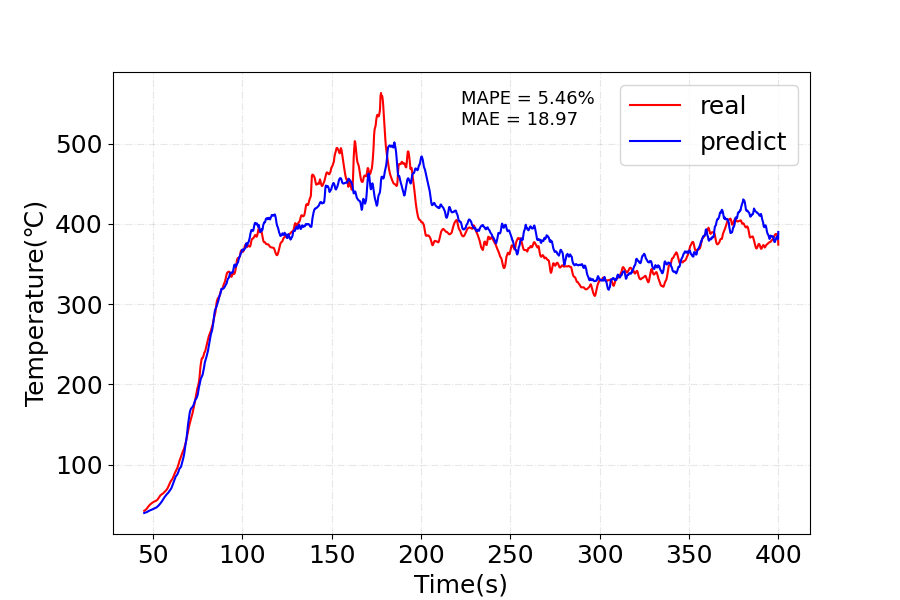 MAPE = 5.46%
MAE = 18.97
real
predict
Temperature(℃)
500
400
300
200
100
50 100 150 200 250 300 350 400
Time(s)